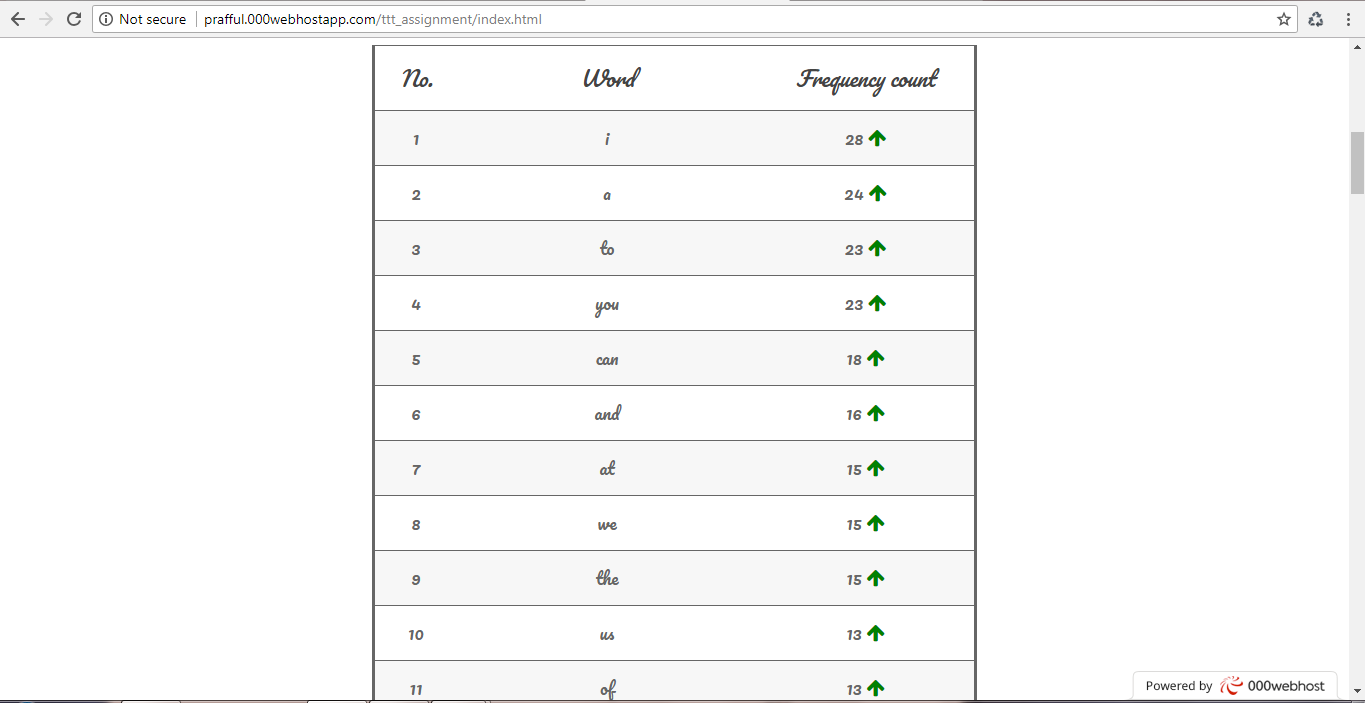 Not secure prafful.000webhostapp.com/ttt_assignment/index.html
No. Word Frequency count
1 i 28
2 a 24
3 to 23
4 you 23
5 can 18
6 and 16
7 at 15
8 we 15
9 the 15
10 us 13
11 of 13
Powered by 000webhost